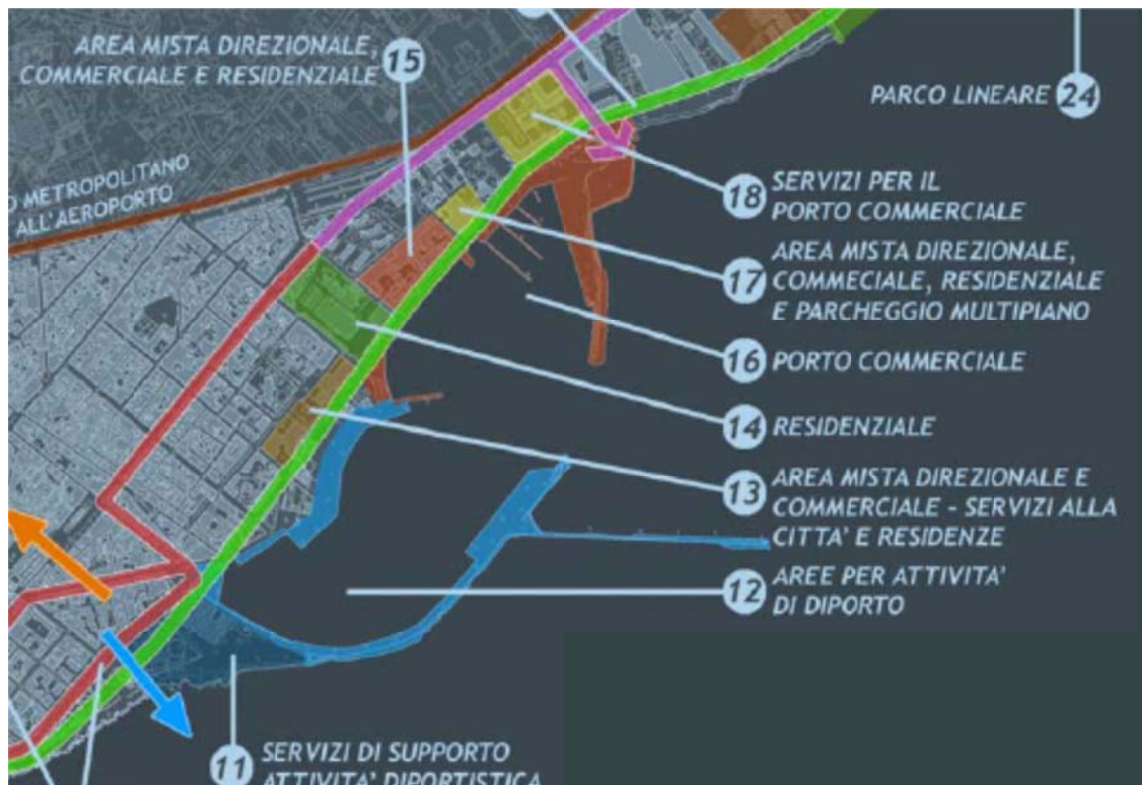 AREA MISTA DIREZIONALE,
COMMERCIALE E RESIDENZIALE
15
PARCO LINEARE 24
O METROPOLITANO
ALL'AEROPORTO
18 SERVIZI PER IL
PORTO COMMERCIALE
17 AREA MISTA DIREZIONALE,
COMMECIALE, RESIDENZIALE
E PARCHEGGIO MULTIPIANO
16 PORTO COMMERCIALE
14 RESIDENZIALE
13 AREA MISTA DIREZIONALE E
COMMERCIALE - SERVIZI ALLA
CITTA' E RESIDENZE
12 AREE PER ATTIVITA'
DI DIPORTO
11 SERVIZI DI SUPPORTO
ATTIVITA' DIPORTISTICA